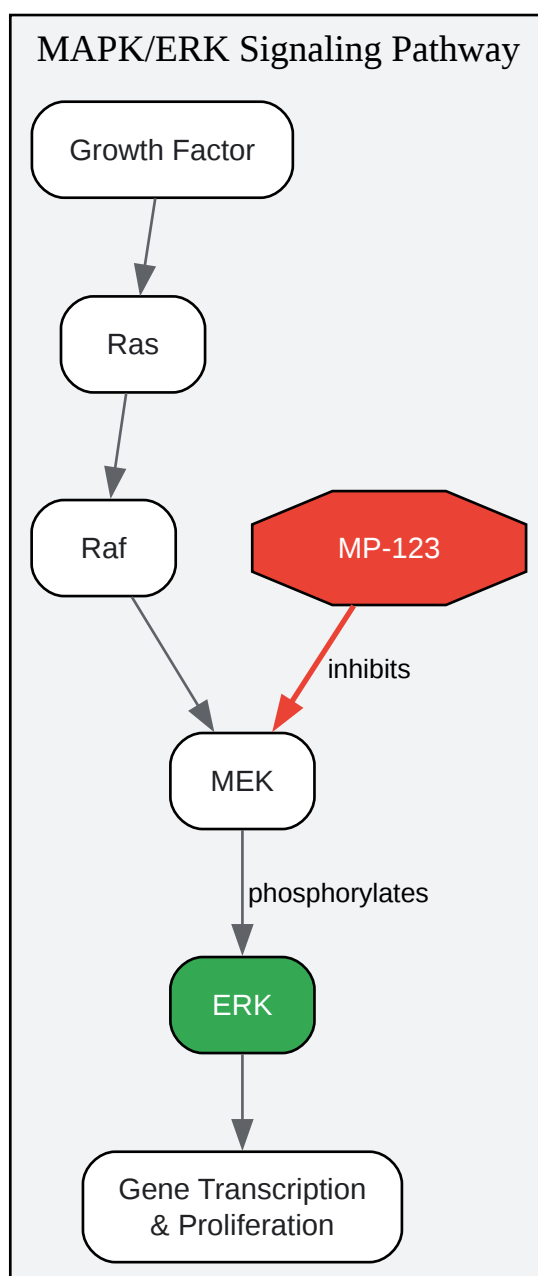 MAPK/ERK Signaling Pathway
Growth Factor
Ras
Raf
MP-123
inhibits
MEK
phosphorylates
ERK
Gene Transcription
& Proliferation